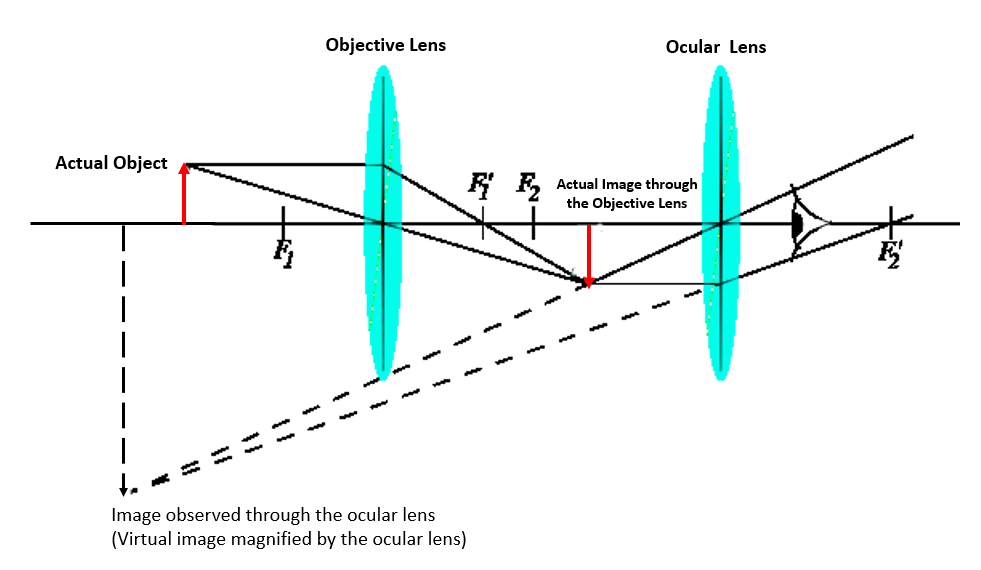 Objective Lens
Ocular Lens
Actual Object
F₁'
F₂
Actual Image through
the Objective Lens
F₁
F₂'
Image observed through the ocular lens
(Virtual image magnified by the ocular lens)